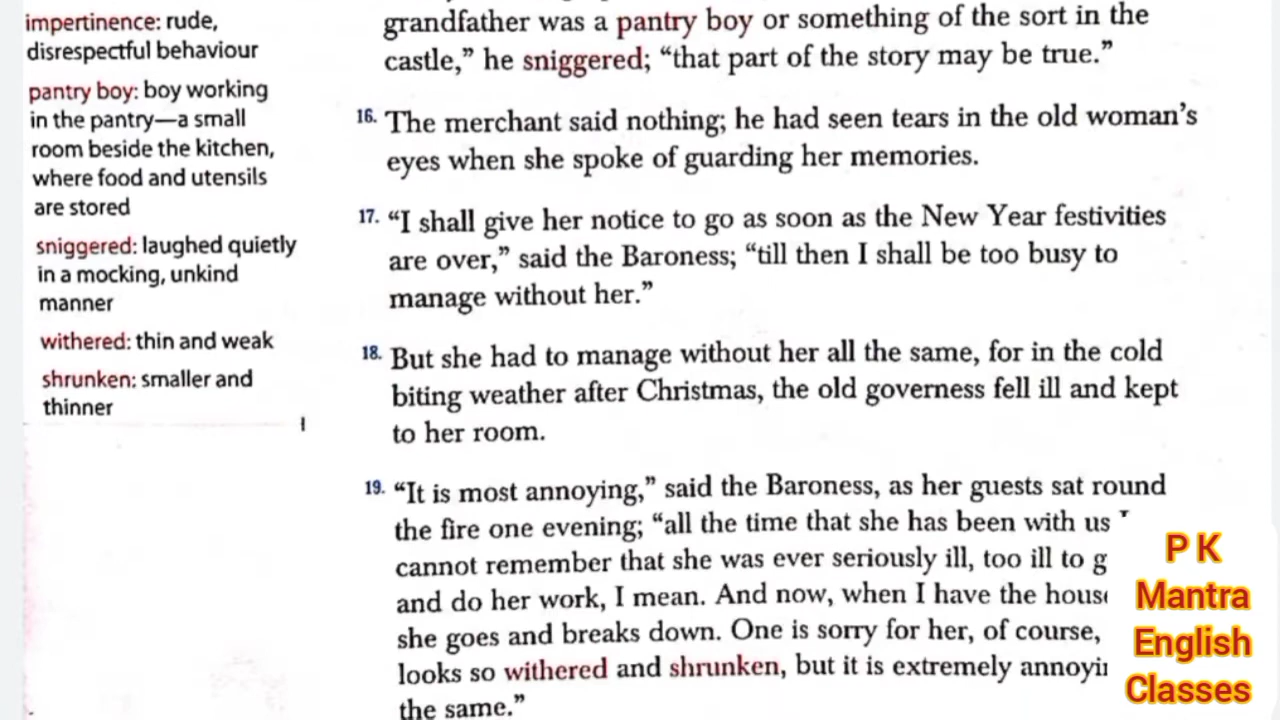 impertinence: rude,
disrespectful behaviour
pantry boy: boy working
in the pantry—a small
room beside the kitchen,
where food and utensils
are stored
sniggered: laughed quietly
in a mocking, unkind
manner
withered: thin and weak
shrunken: smaller and
thinner
grandfather was a pantry boy or something of the sort in the
castle,” he sniggered; “that part of the story may be true.”
16. The merchant said nothing; he had seen tears in the old woman’s
eyes when she spoke of guarding her memories.
17. “I shall give her notice to go as soon as the New Year festivities
are over,” said the Baroness; “till then I shall be too busy to
manage without her.”
18. But she had to manage without her all the same, for in the cold
biting weather after Christmas, the old governess fell ill and kept
to her room.
19. “It is most annoying,” said the Baroness, as her guests sat round
the fire one evening; “all the time that she has been with us
cannot remember that she was ever seriously ill, too ill to
and do her work, I mean. And now, when I have the
she goes and breaks down. One is sorry for her, of course,
looks so withered and shrunken, but it is extremely
the same.”
P K
Mantra
English
Classes